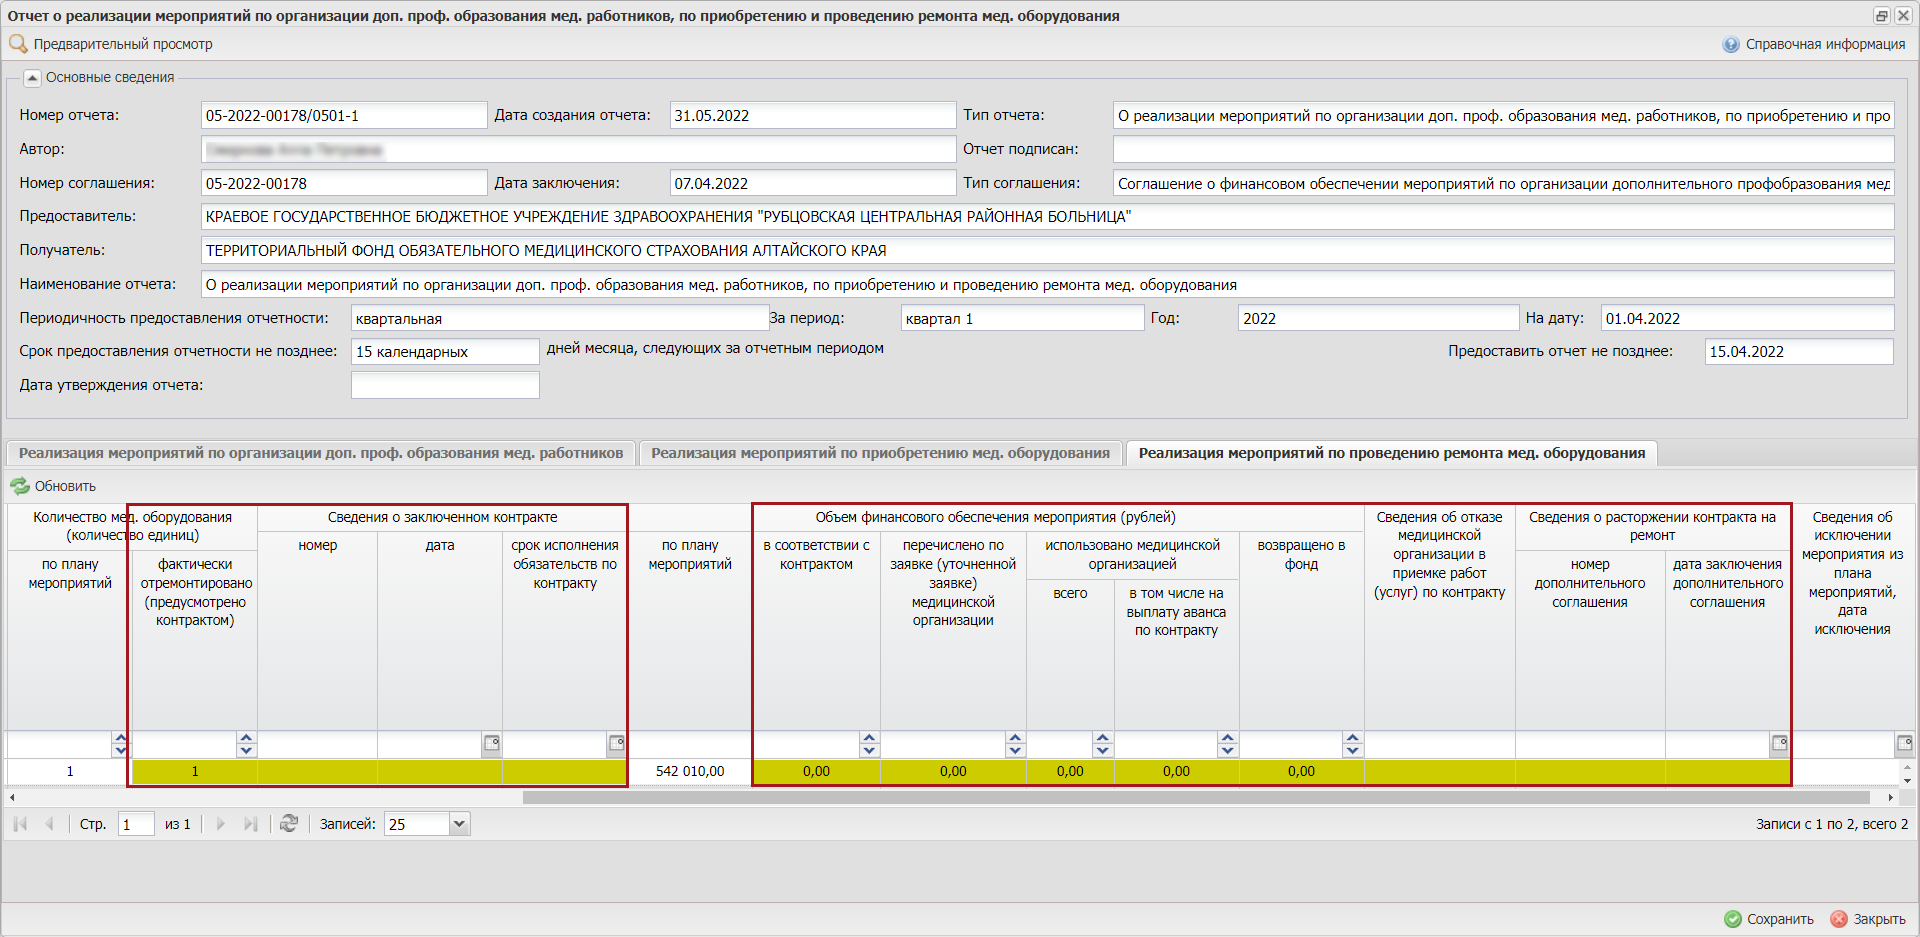 Отчет о реализации мероприятий по организации доп. проф. образования мед. работников, по приобретению и проведению ремонта мед. оборудования
Предварительный просмотр
Справочная информация
Основные сведения
Номер отчета: 05-2022-00178/0501-1 Дата создания отчета: 31.05.2022 Тип отчета: О реализации мероприятий по организации доп. проф. образования мед. работников, по приобретению и про
Автор: Отчет подписан:
Номер соглашения: 05-2022-00178 Дата заключения: 07.04.2022 Тип соглашения: Соглашение о финансовом обеспечении мероприятий по организации дополнительного профобразования мед
Предоставитель: КРАЕВОЕ ГОСУДАРСТВЕННОЕ БЮДЖЕТНОЕ УЧРЕЖДЕНИЕ ЗДРАВООХРАНЕНИЯ "РУБЦОВСКАЯ ЦЕНТРАЛЬНАЯ РАЙОННАЯ БОЛЬНИЦА"
Получатель: ТЕРРИТОРИАЛЬНЫЙ ФОНД ОБЯЗАТЕЛЬНОГО МЕДИЦИНСКОГО СТРАХОВАНИЯ АЛТАЙСКОГО КРАЯ
Наименование отчета: О реализации мероприятий по организации доп. проф. образования мед. работников, по приобретению и проведению ремонта мед. оборудования
Периодичность предоставления отчетности: квартальная За период: квартал 1 Год: 2022 На дату: 01.04.2022
Срок предоставления отчетности не позднее: 15 календарных дней месяца, следующих за отчетным периодом Предоставить отчет не позднее: 15.04.2022
Дата утверждения отчета:
Реализация мероприятий по организации доп. проф. образования мед. работников
Реализация мероприятий по приобретению мед. оборудования
Реализация мероприятий по проведению ремонта мед. оборудования
Обновить
Количество мед. оборудования
(количество единиц)
по плану
мероприятий
фактически
отремонтировано
(предусмотрено
контрактом)
Сведения о заключенном контракте
номер
дата
срок исполнения
обязательств по
контракту
Объем финансового обеспечения мероприятия (рублей)
по плану
мероприятий
в соответствии с
контрактом
перечислено по
заявке (уточненной
заявке)
медицинской
организации
использовано медицинской
организацией
всего
в том числе на
выплату аванса
по контракту
возвращено в
фонд
Сведения об отказе
медицинской
организации в
приемке работ
(услуг) по контракту
Сведения о расторжении контракта на
ремонт
номер
дополнительного
соглашения
дата заключения
дополнительного
соглашения
Сведения об
исключении
мероприятия из
плана
мероприятий,
дата
исключения
1 1 542 010,00 0,00 0,00 0,00 0,00 0,00
Стр. 1 из 1 Записей: 25
Записи с 1 по 2, всего 2
Сохранить Закрыть